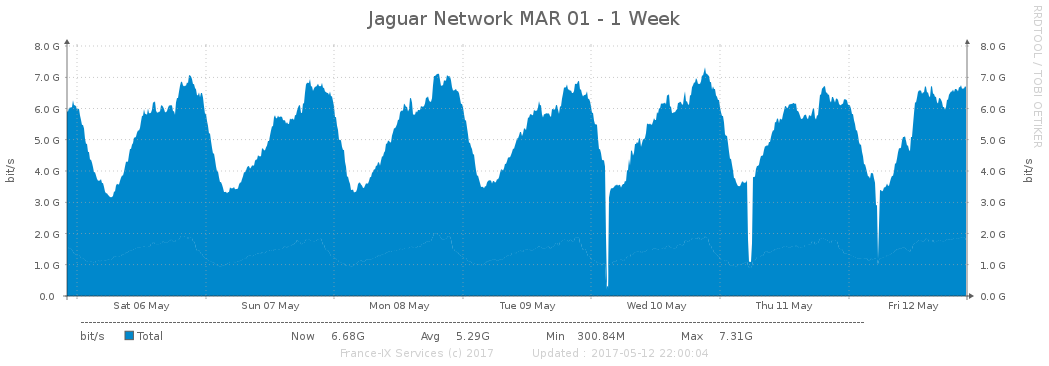 Jaguar Network MAR 01 - 1 Week
RRDTOOL / TOBI OETIKER
8.0 G 8.0 G
7.0 G 7.0 G
6.0 G 6.0 G
5.0 G 5.0 G
4.0 G 4.0 G
3.0 G 3.0 G
2.0 G 2.0 G
1.0 G 1.0 G
0.0 0.0 G
bit/s
bit/s
Sat 06 May Sun 07 May Mon 08 May Tue 09 May Wed 10 May Thu 11 May Fri 12 May
bit/s Total Now 6.68G Avg 5.29G Min 300.84M Max 7.31G
France-IX Services (c) 2017 Updated : 2017-05-12 22:00:04